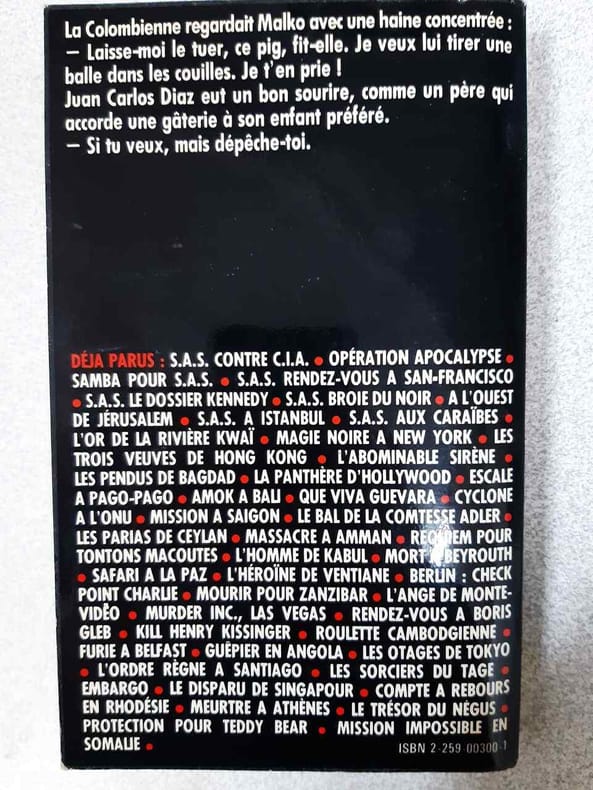 La Colombienne regardait Malko avec une haine concentrée :
– Laisse-moi le tuer, ce pig, fit-elle. Je veux lui tirer une
balle dans les couilles. Je t'en prie !
Juan Carlos Diaz eut un bon sourire, comme un père qui
accorde une gâterie à son enfant préféré.
– Si tu veux, mais dépêche-toi.
DÉJA PARUS : S.A.S. CONTRE C.I.A. • OPÉRATION APOCALYPSE •
SAMBA POUR S.A.S. • S.A.S. RENDEZ-VOUS A SAN-FRANCISCO
• S.A.S. LE DOSSIER KENNEDY • S.A.S. BROIE DU NOIR • A L'OUEST
DE JÉRUSALEM • S.A.S. A ISTANBUL • S.A.S. AUX CARAÏBES •
L'OR DE LA RIVIÈRE KWAÏ • MAGIE NOIRE A NEW YORK • LES
TROIS VEUVES DE HONG KONG • L'ABOMINABLE SIRÈNE •
LES PENDUS DE BAGDAD • LA PANTHÈRE D'HOLLYWOOD • ESCALE
A PAGO-PAGO • AMOK A BALI • QUE VIVA GUEVARA • CYCLONE
A L'ONU • MISSION A SAIGON • LE BAL DE LA COMTESSE ADLER •
LES PARIAS DE CEYLAN • MASSACRE A AMMAN • REQUIEM POUR
TONTONS MACOUTES • L'HOMME DE KABUL • MORT A BEYROUTH
• SAFARI A LA PAZ • L'HÉROÏNE DE VENTIANE • BERLIN : CHECK
POINT CHARLIE • MOURIR POUR ZANZIBAR • L'ANGE DE MONTE-
VIDÉO • MURDER INC., LAS VEGAS • RENDEZ-VOUS A BORIS
GLEB • KILL HENRY KISSINGER • ROULETTE CAMBODGIENNE •
FURIE A BELFAST • GUÊPIER EN ANGOLA • LES OTAGES DE TOKYO
• L'ORDRE RÈGNE A SANTIAGO • LES SORCIERS DU TAGE •
EMBARGO • LE DISPARU DE SINGAPOUR • COMPTE A REBOURS
EN RHODÉSIE • MEURTRE A ATHÈNES • LE TRÉSOR DU NÉGUS •
PROTECTION POUR TEDDY BEAR • MISSION IMPOSSIBLE EN
SOMALIE •
ISBN 2-259-00300-1